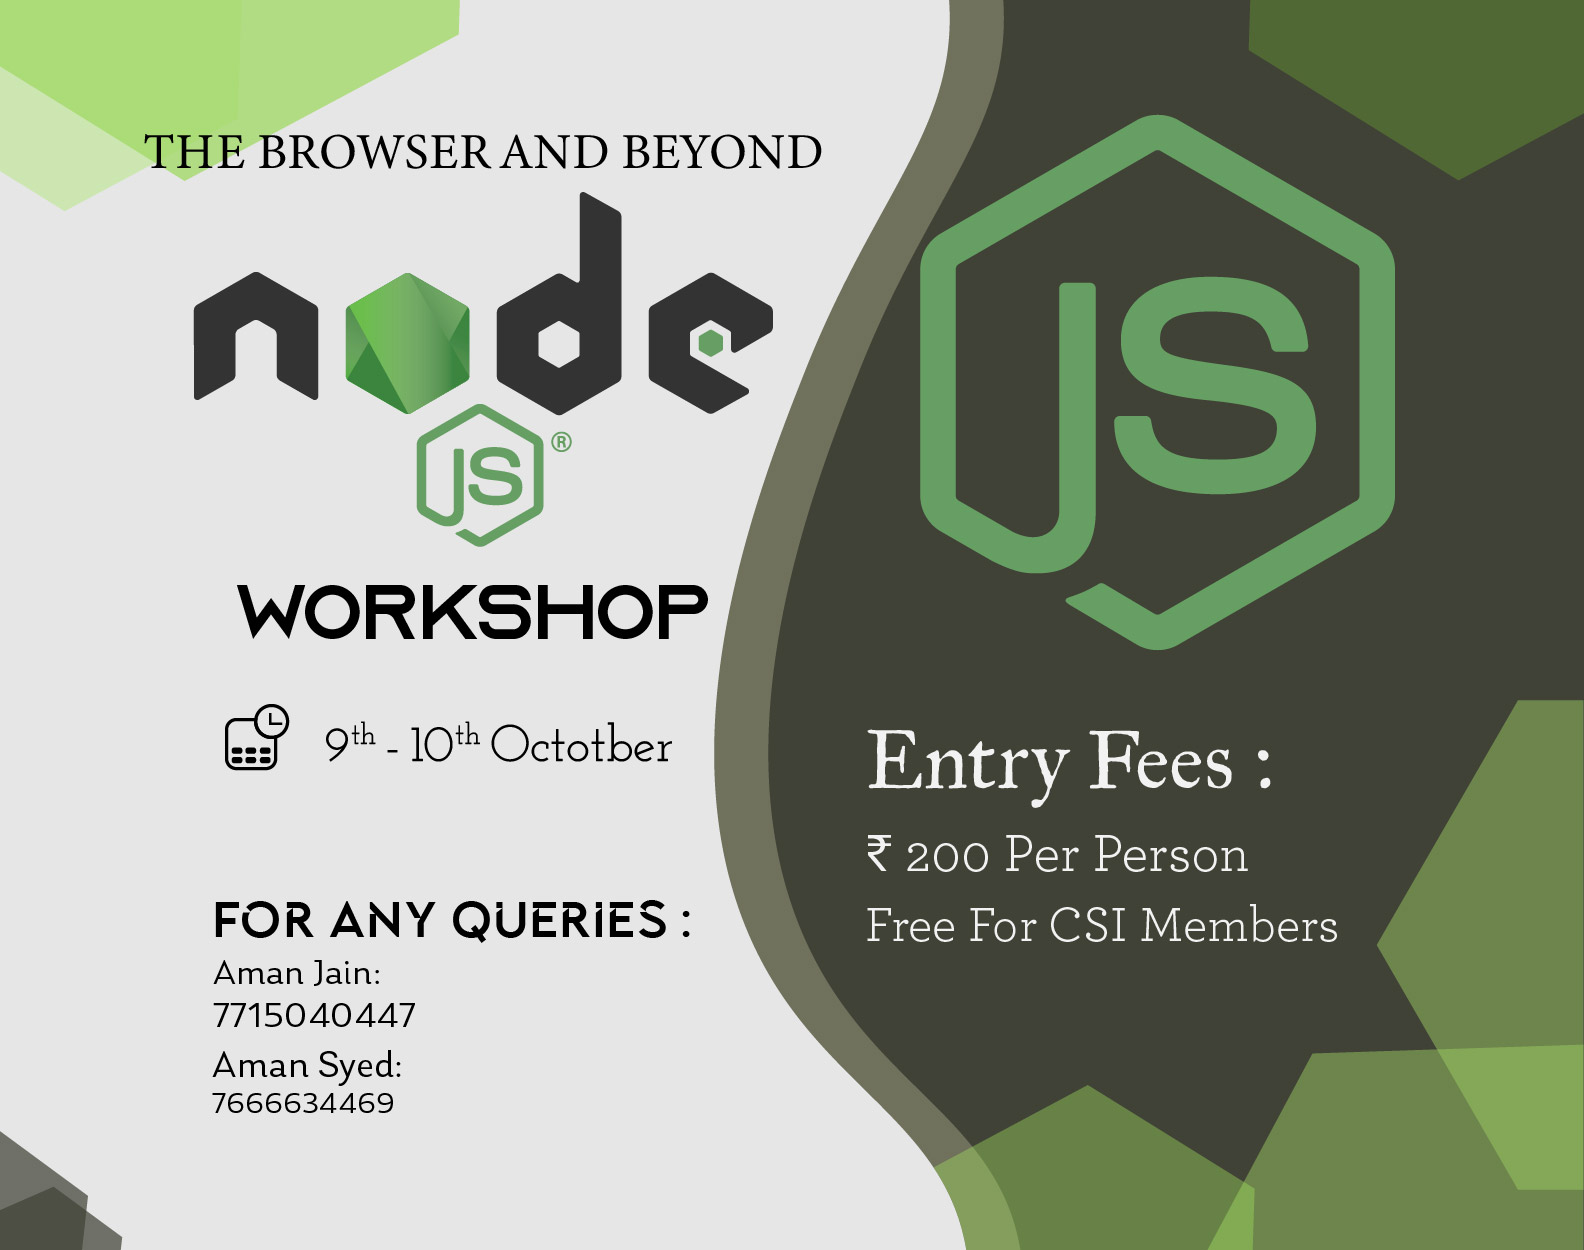 THE BROWSER AND BEYOND
node
JS®
WORKSHOP
9th - 10th Octotber
FOR ANY QUERIES :
Aman Jain:
7715040447
Aman Syed:
7666634469
JS
Entry Fees :
₹ 200 Per Person
Free For CSI Members